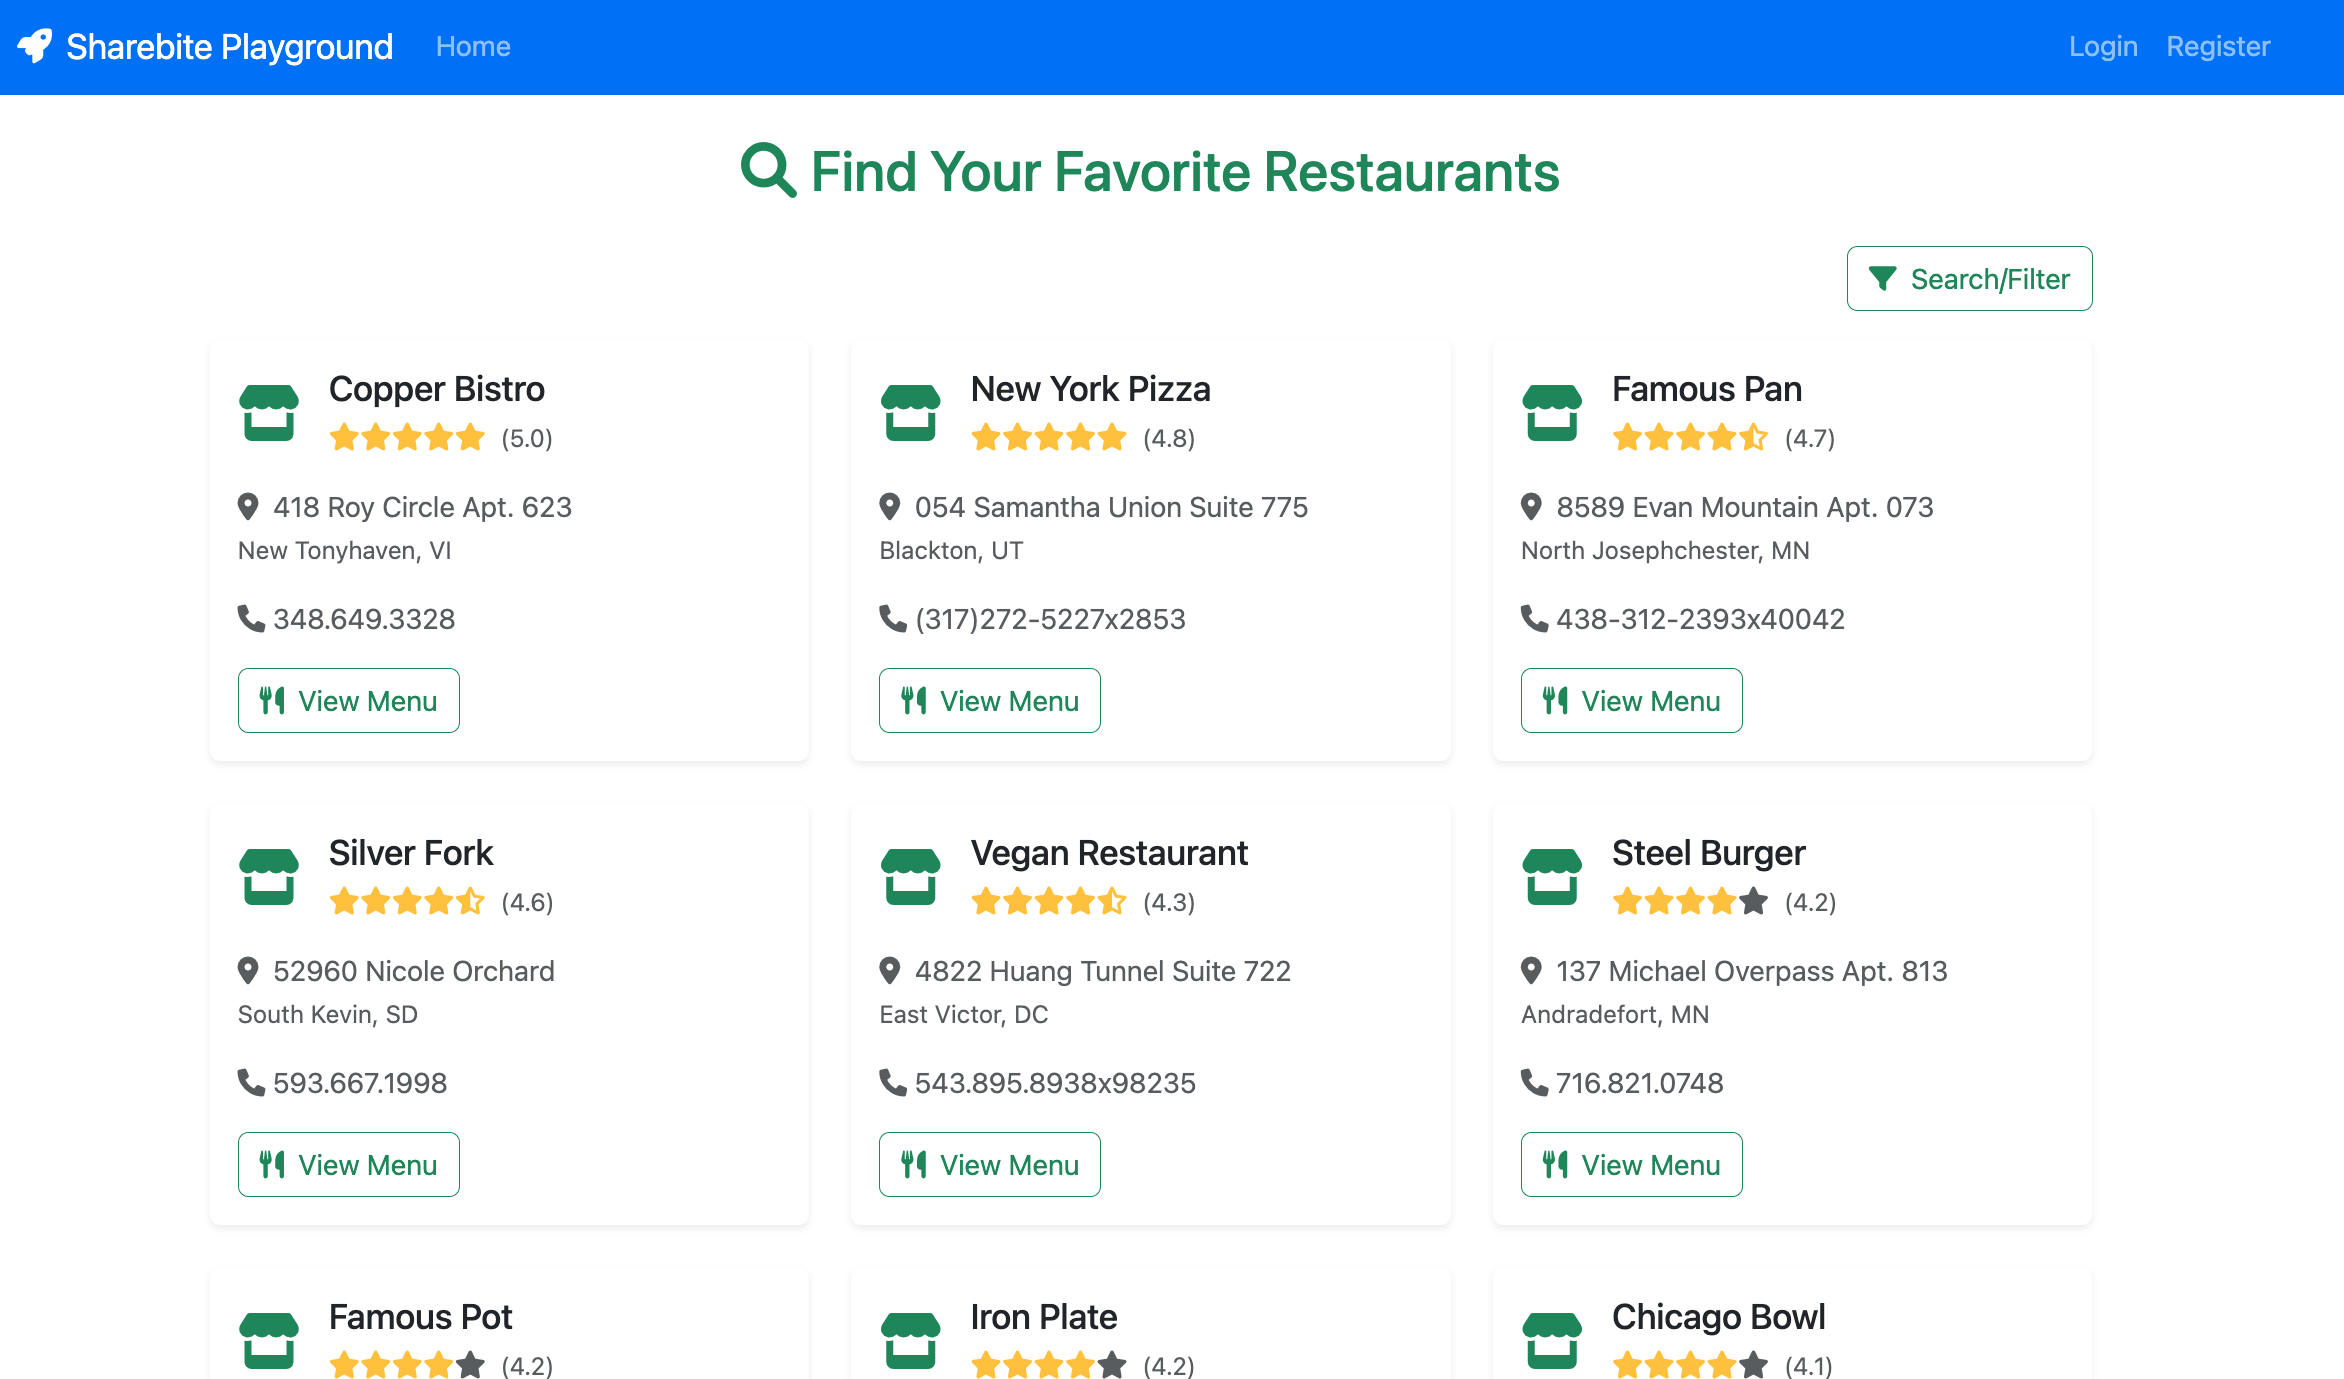 Sharebite Playground Home Login Register
Find Your Favorite Restaurants
Search/Filter
Copper Bistro
(5.0)
418 Roy Circle Apt. 623
New Tonyhaven, VI
348.649.3328
View Menu
New York Pizza
(4.8)
054 Samantha Union Suite 775
Blackton, UT
(317)272-5227x2853
View Menu
Famous Pan
(4.7)
8589 Evan Mountain Apt. 073
North Josephchester, MN
438-312-2393x40042
View Menu
Silver Fork
(4.6)
52960 Nicole Orchard
South Kevin, SD
593.667.1998
View Menu
Vegan Restaurant
(4.3)
4822 Huang Tunnel Suite 722
East Victor, DC
543.895.8938x98235
View Menu
Steel Burger
(4.2)
137 Michael Overpass Apt. 813
Andradefort, MN
716.821.0748
View Menu
Famous Pot
(4.2)
Iron Plate
(4.2)
Chicago Bowl
(4.1)